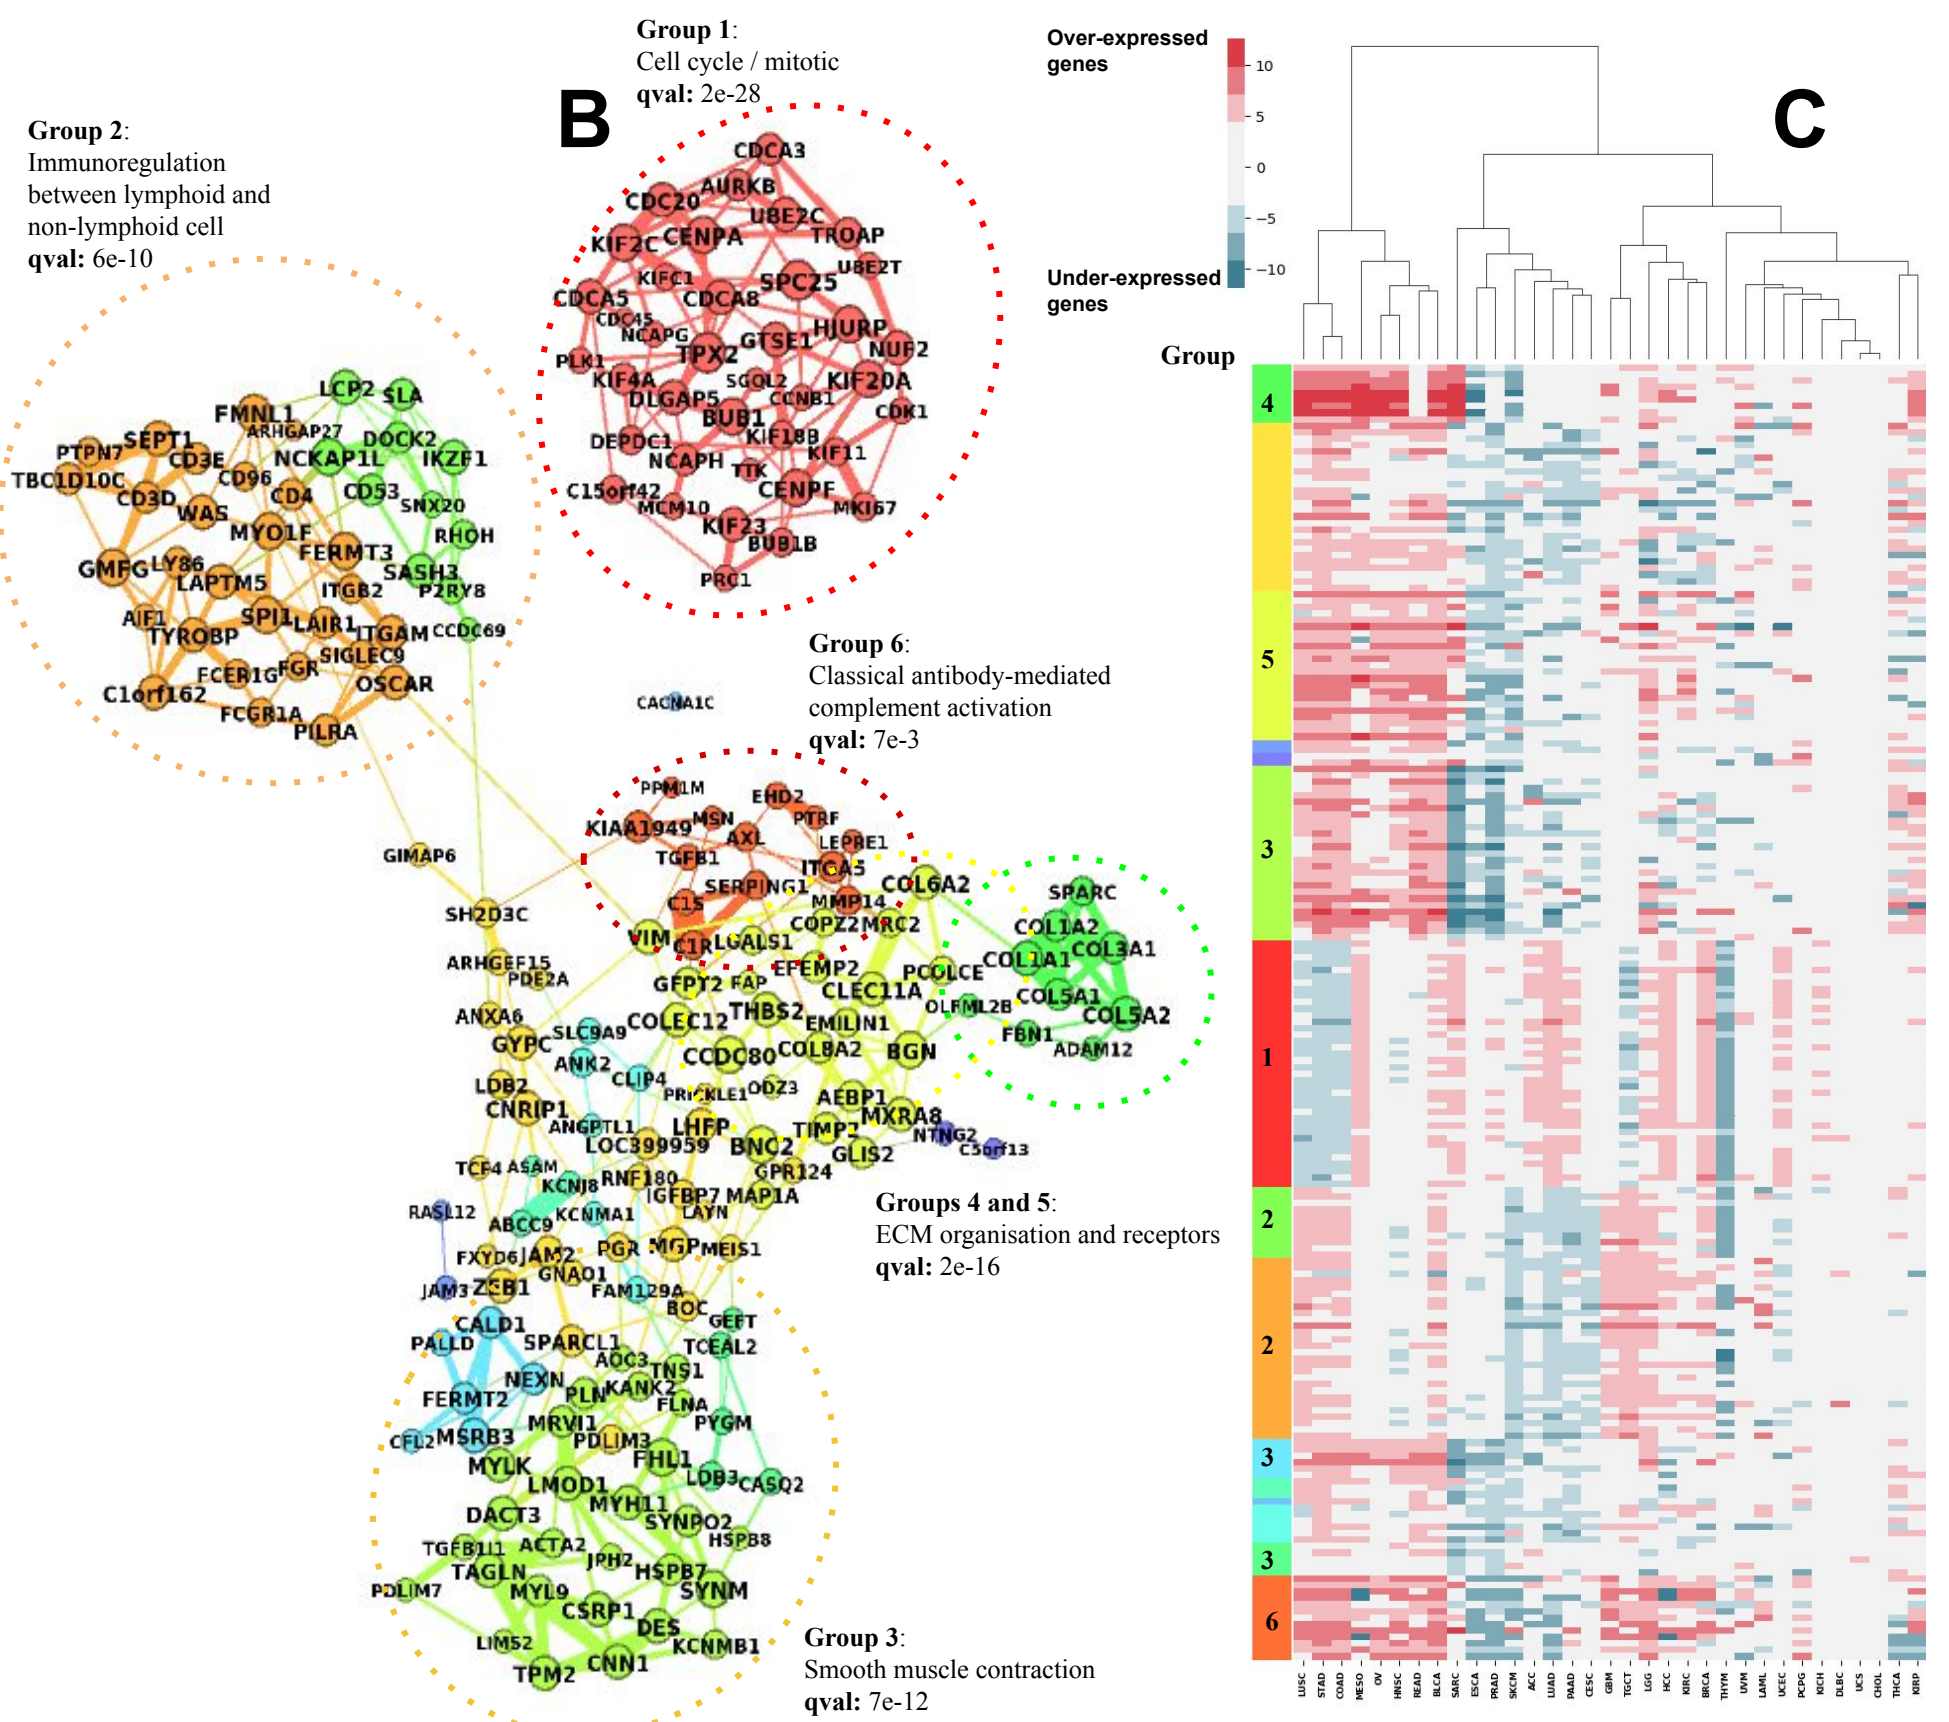 Group 1:
Cell cycle / mitotic
qval: 2e-28
B
Group 2:
Immunoregulation
between lymphoid and
non-lymphoid cell
qval: 6e-10
Over-expressed
genes
10
5
0
−5
−10
Under-expressed
genes
C
Group
CDCA3
AURKB
CDC20
UBE2C
KIF2C
CENPA
TROAP
KIFC1
SPC25
UBE2T
CDCA5
CDCA8
CDC45
NCAPG
HJURP
GTSE1
NUF2
PLK1
TPX2
KIF4A
SGOL2
KIF20A
DLGAP5
CCNB1
BUB1
CDK1
DEPDC1
KIF18B
NCAPH
TTK
KIF11
C15orf42
CENPF
MCM10
MKI67
KIF23
BUB1B
PRC1
LCP2
SLA
FMNL1
ARHGAP27
SEPT1
DOCK2
PTPN7
CD3E
NCKAP1L
IKZF1
TBC1D10C
CD96
CD3D
CD4
CD53
SNX20
WAS
MYO1F
RHOH
FERMT3
GMFG
LY86
LAPTM5
SASH3
ITGB2
P2RY8
AIF1
SPI1
LAIR1
TYROBP
ITGAM
CCDC69
SIGLEC9
FCER1G
FGR
C1orf162
OSCAR
FCGR1A
PILRA
Group 6:
Classical antibody-mediated
complement activation
qval: 7e-3
CACNA1C
PPM1M
EHD2
KIAA1949
MSN
PTRF
AXL
LEPRE1
TGFB1
ITGA5
SERPING1
C1S
MMP14
GIMAP6
SH2D3C
COL6A2
COPZ2
MRC2
VIM
C1R
LGALS1
SPARC
COL1A2
COL3A1
COL1A1
COL5A1
COL5A2
OLFML2B
FBN1
ADAM12
ARHGEF15
PDE2A
EFEMP2
PCOLCE
GFPT2
FAP
CLEC11A
ANXA6
SLC9A9
COLEC12
THBS2
EMILIN1
GYPC
ANK2
CCDC80
COL8A2
BGN
LDB2
CLIP4
PRICKLE1
ODZ3
CNRIP1
AEBP1
ANGPTL1
LHFP
TIMP2
MXRA8
LOC399959
BNC2
GLIS2
NTNG2
C5orf13
TCF4
ASAM
KCNJ8
RNF180
GPR124
IGFBP7
MAP1A
RASL12
ABCC9
KCNMA1
LAYN
FXYD6
JAM2
PGR
MGP
MEIS1
GNAO1
JAM3
ZEB1
FAM129A
BOC
CALD1
GEFT
PALLD
SPARCL1
TCEAL2
AOC3
TNS1
NEXN
PLN
KANK2
FERMT2
FLNA
MRVI1
PYGM
CFL2
MSRB3
PDLIM3
MYLK
FHL1
LMOD1
LDB3
CASQ2
MYH11
DACT3
SYNPO2
TGFB1I1
ACTA2
HSPB8
TAGLN
JPH2
HSPB7
PDLIM7
MYL9
SYNM
CSRP1
DES
LIMS2
KCNMB1
TPM2
CNN1
Groups 4 and 5:
ECM organisation and receptors
qval: 2e-16
Group 3:
Smooth muscle contraction
qval: 7e-12
4
5
3
1
2
2
3
3
6
LUSC
STAD
COAD
MESO
OV
HNSC
READ
BLCA
SARC
ESCA
PRAD
SKCM
ACC
LUAD
PAAD
CESC
GBM
TGCT
LGG
HCC
KIRC
BRCA
THYM
UVM
LAML
UCEC
PCPG
KICH
DLBC
UCS
CHOL
THCA
KIRP